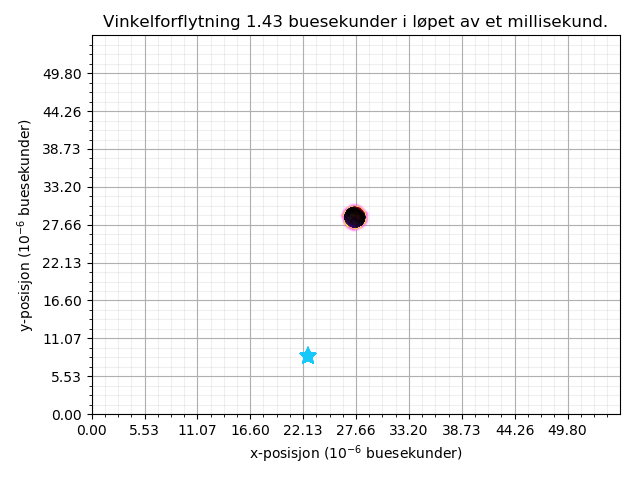 Vinkelforflytning 1.43 buesekunder i løpet av et millisekund.
y-posisjon (10⁻⁶ buesekunder)
49.80
44.26
38.73
33.20
27.66
22.13
16.60
11.07
5.53
0.00
0.00 5.53 11.07 16.60 22.13 27.66 33.20 38.73 44.26 49.80
x-posisjon (10⁻⁶ buesekunder)